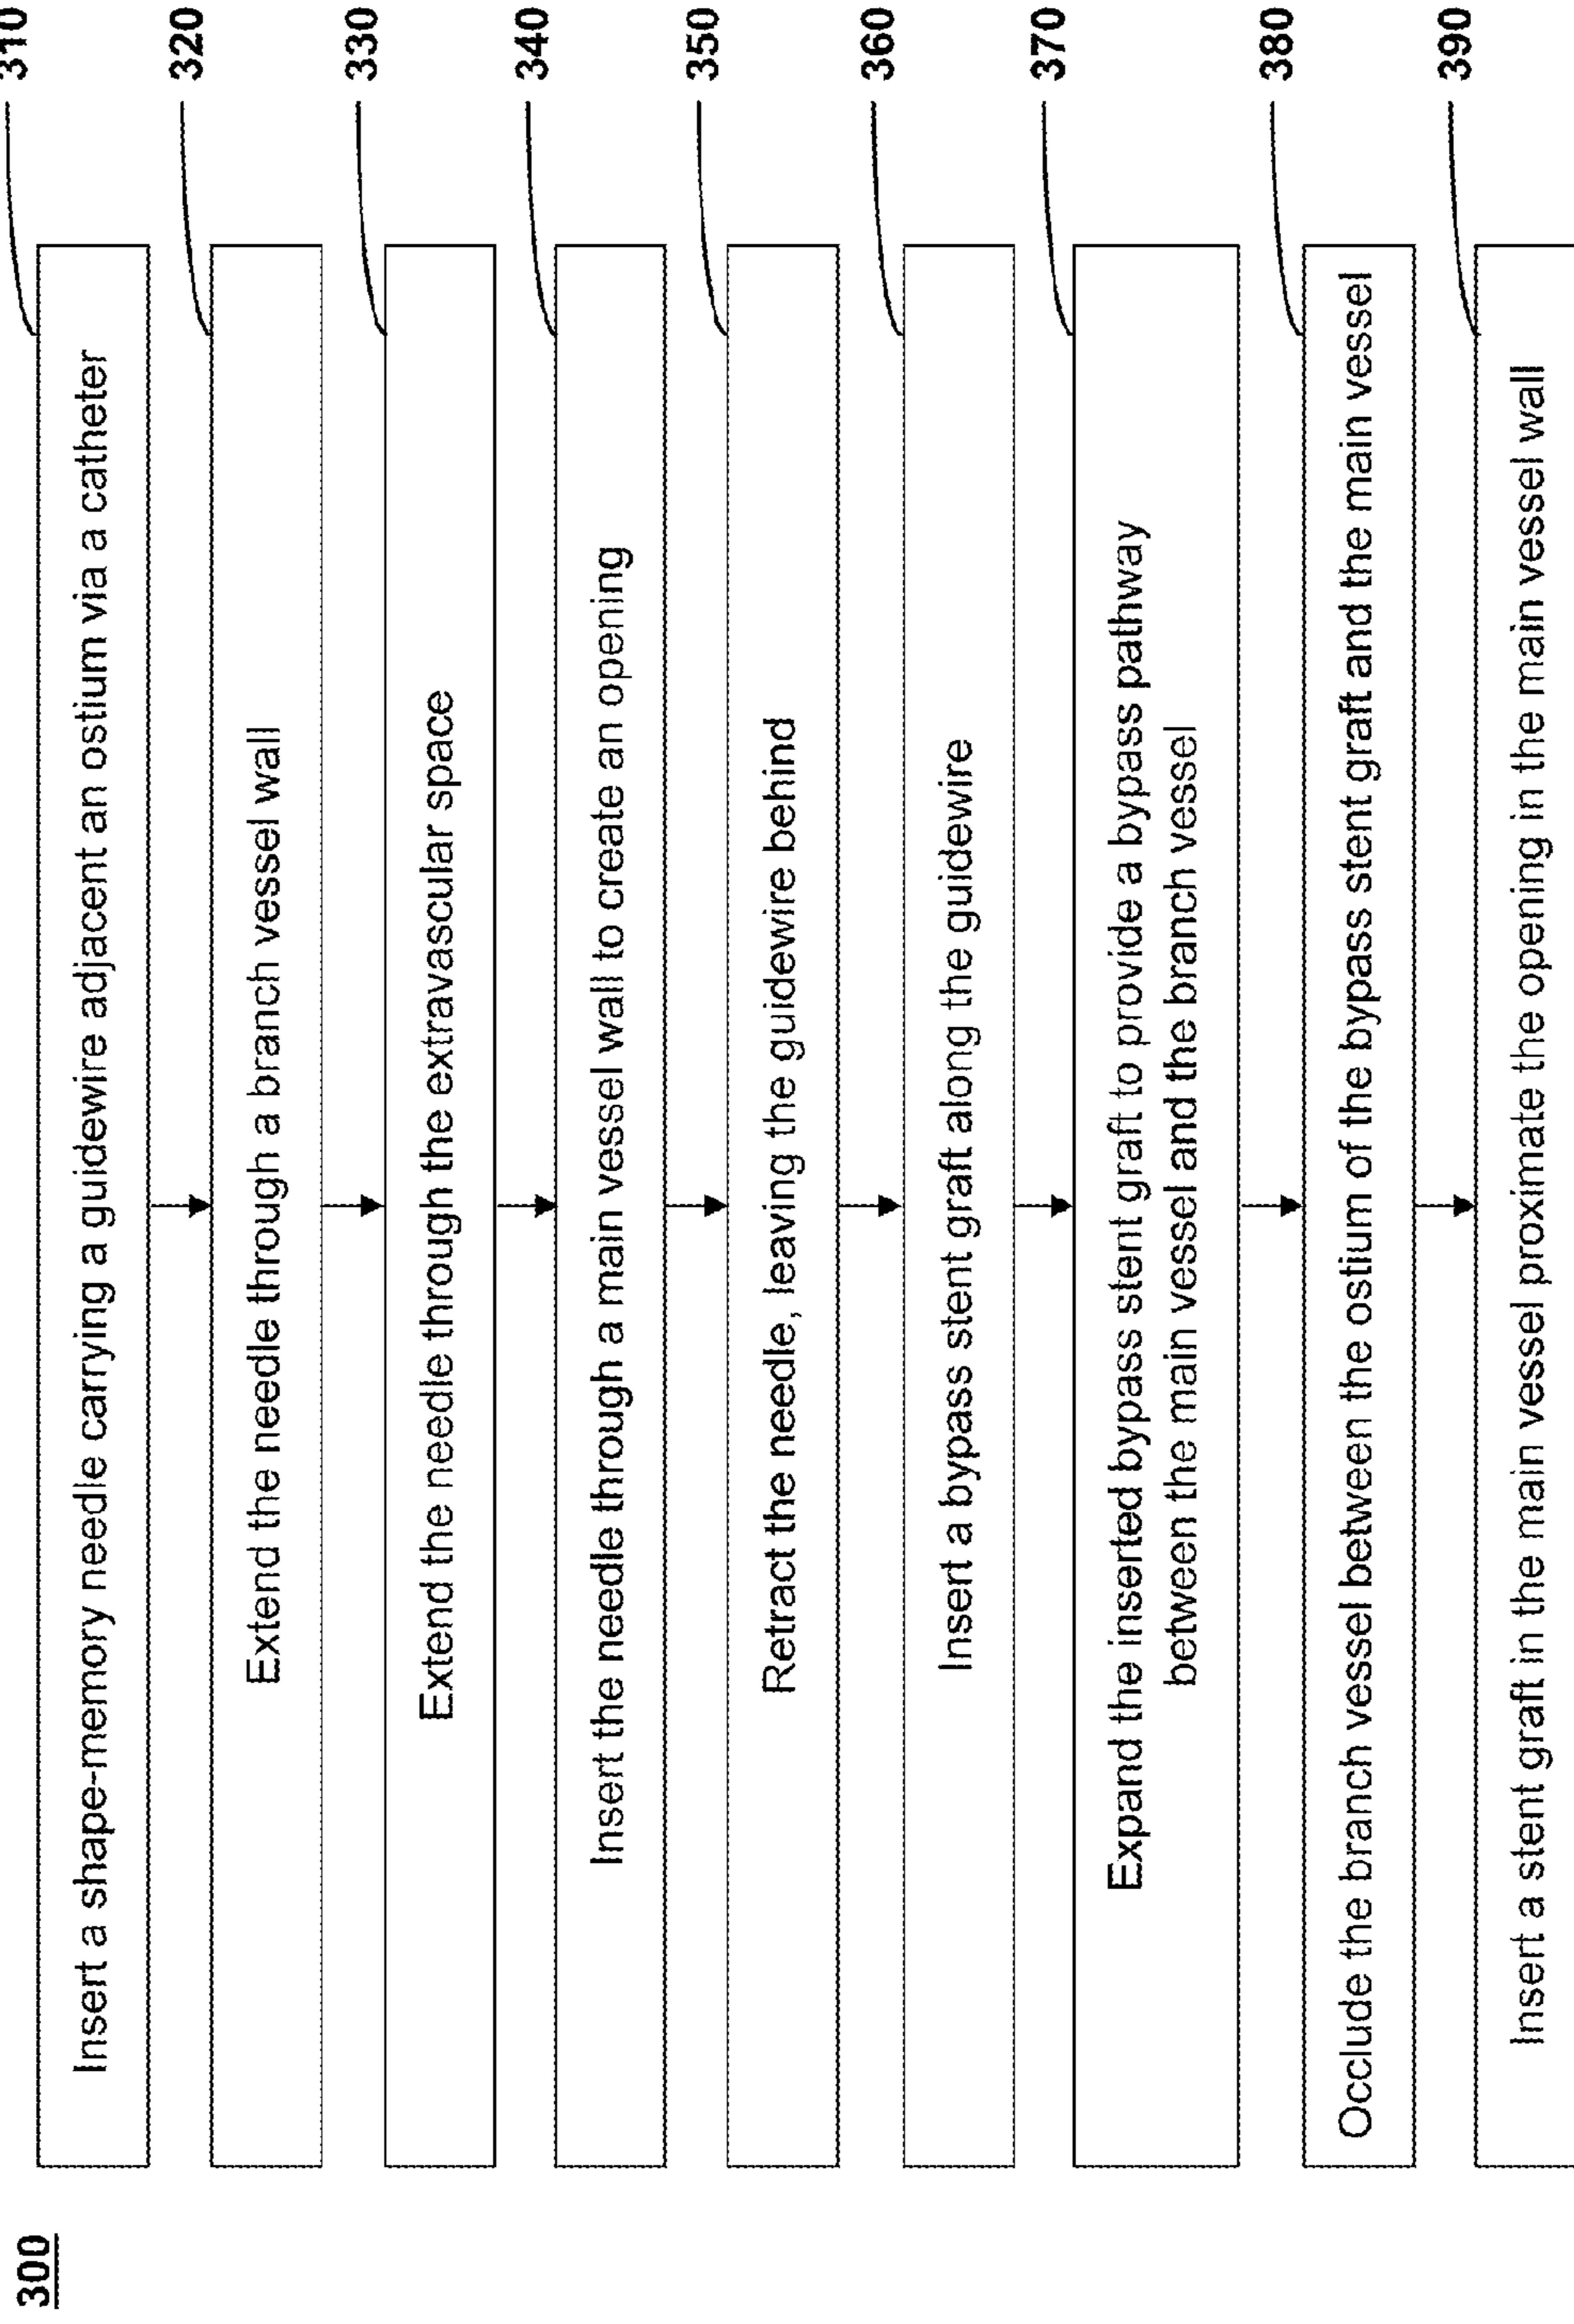 300
310
Insert a shape-memory needle carrying a guidewire adjacent an ostium via a catheter
320
Extend the needle through a branch vessel wall
330
Extend the needle through the extravascular space
340
Insert the needle through a main vessel wall to create an opening
350
Retract the needle, leaving the guidewire behind
360
Insert a bypass stent graft along the guidewire
370
Expand the inserted bypass stent graft to provide a bypass pathway
between the main vessel and the branch vessel
380
Occlude the branch vessel between the ostium of the bypass stent graft and the main vessel
390
Insert a stent graft in the main vessel proximate the opening in the main vessel wall